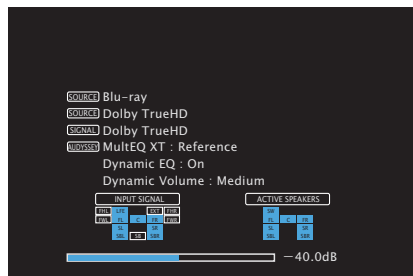 SOURCE Blu-ray
SOURCE Dolby TrueHD
SIGNAL Dolby TrueHD
AUDYSSEY MultEQ XT : Reference
Dynamic EQ : On
Dynamic Volume : Medium
INPUT SIGNAL ACTIVE SPEAKERS
FHL LFE EXT FHR SW
FWL FL C FR FWR FL C FR
SL SR SL SR
SBL SB SBR SBL SBR
-40.0dB